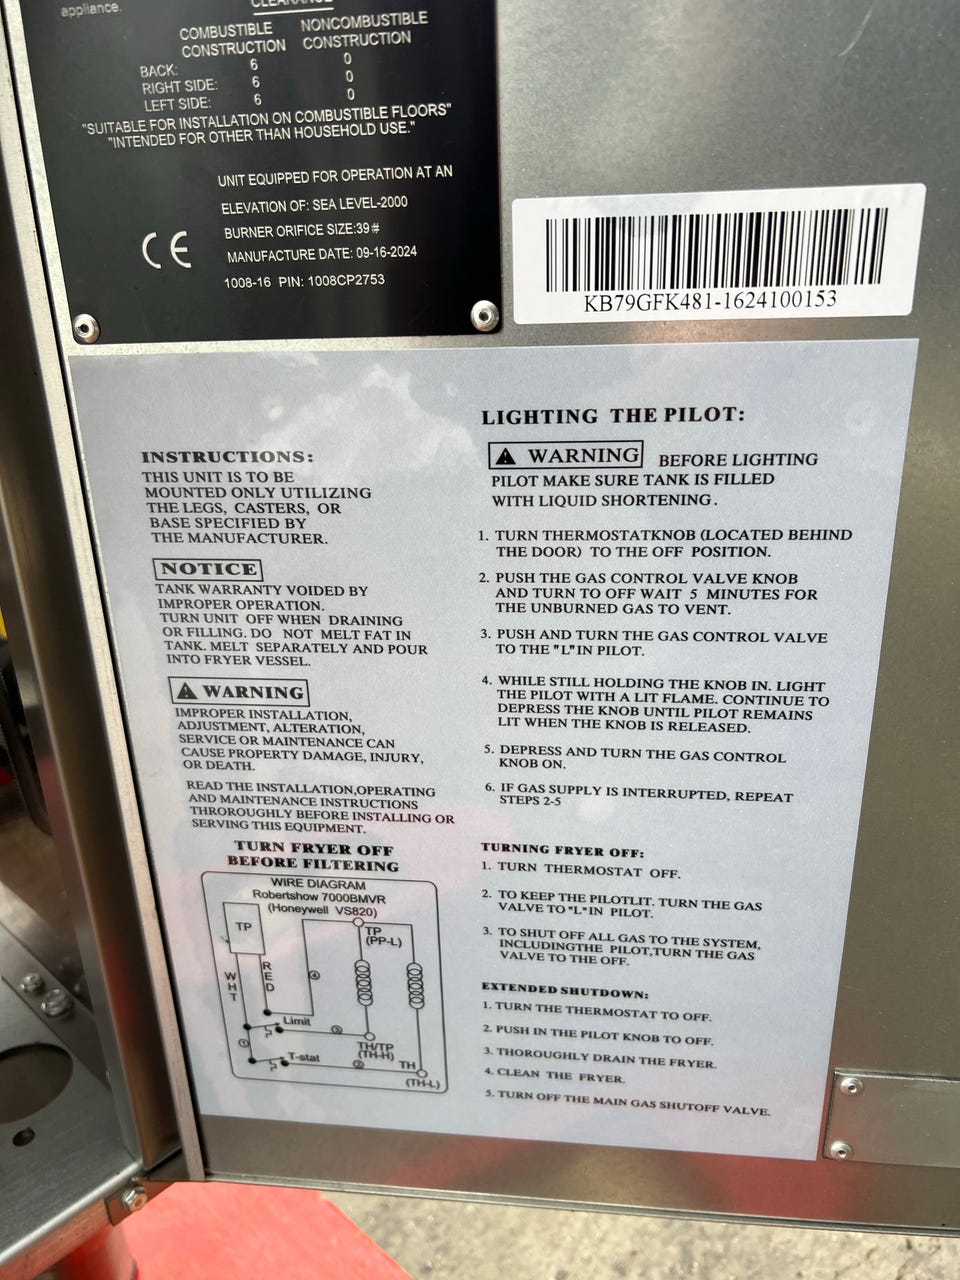 appliance.
CLEARANCE
COMBUSTIBLE NONCOMBUSTIBLE
CONSTRUCTION CONSTRUCTION
BACK: 6 0
RIGHT SIDE: 6 0
LEFT SIDE: 6 0
"SUITABLE FOR INSTALLATION ON COMBUSTIBLE FLOORS"
"INTENDED FOR OTHER THAN HOUSEHOLD USE."
UNIT EQUIPPED FOR OPERATION AT AN
ELEVATION OF: SEA LEVEL-2000
BURNER ORIFICE SIZE:39#
MANUFACTURE DATE: 09-16-2024
1008-16 PIN: 1008CP2753
CE
KB79GFK481-1624100153
INSTRUCTIONS:
THIS UNIT IS TO BE
MOUNTED ONLY UTILIZING
THE LEGS, CASTERS, OR
BASE SPECIFIED BY
THE MANUFACTURER.
NOTICE
TANK WARRANTY VOIDED BY
IMPROPER OPERATION.
TURN UNIT OFF WHEN DRAINING
OR FILLING. DO NOT MELT FAT IN
TANK. MELT SEPARATELY AND POUR
INTO FRYER VESSEL.
WARNING
IMPROPER INSTALLATION,
ADJUSTMENT, ALTERATION,
SERVICE OR MAINTENANCE CAN
CAUSE PROPERTY DAMAGE, INJURY,
OR DEATH.
READ THE INSTALLATION,OPERATING
AND MAINTENANCE INSTRUCTIONS
THROROUGHLY BEFORE INSTALLING OR
SERVING THIS EQUIPMENT.
TURN FRYER OFF
BEFORE FILTERING
WIRE DIAGRAM
Robertshow 7000BMVR
(Honeywell VS820)
TP
TP
(PP-L)
WHT
RED
④
Limit
③
①
TH/TP
(TH-H)
T-stat
②
TH
(TH-L)
LIGHTING THE PILOT:
WARNING BEFORE LIGHTING
PILOT MAKE SURE TANK IS FILLED
WITH LIQUID SHORTENING.
1. TURN THERMOSTATKNOB (LOCATED BEHIND
THE DOOR) TO THE OFF POSITION.
2. PUSH THE GAS CONTROL VALVE KNOB
AND TURN TO OFF WAIT 5 MINUTES FOR
THE UNBURNED GAS TO VENT.
3. PUSH AND TURN THE GAS CONTROL VALVE
TO THE "L"IN PILOT.
4. WHILE STILL HOLDING THE KNOB IN. LIGHT
THE PILOT WITH A LIT FLAME. CONTINUE TO
DEPRESS THE KNOB UNTIL PILOT REMAINS
LIT WHEN THE KNOB IS RELEASED.
5. DEPRESS AND TURN THE GAS CONTROL
KNOB ON.
6. IF GAS SUPPLY IS INTERRUPTED, REPEAT
STEPS 2-5
TURNING FRYER OFF:
1. TURN THERMOSTAT OFF.
2. TO KEEP THE PILOTLIT. TURN THE GAS
VALVE TO "L"IN PILOT.
3. TO SHUT OFF ALL GAS TO THE SYSTEM,
INCLUDINGTHE PILOT,TURN THE GAS
VALVE TO THE OFF.
EXTENDED SHUTDOWN:
1. TURN THE THERMOSTAT TO OFF.
2. PUSH IN THE PILOT KNOB TO OFF.
3. THOROUGHLY DRAIN THE FRYER.
4. CLEAN THE FRYER.
5. TURN OFF THE MAIN GAS SHUTOFF VALVE.